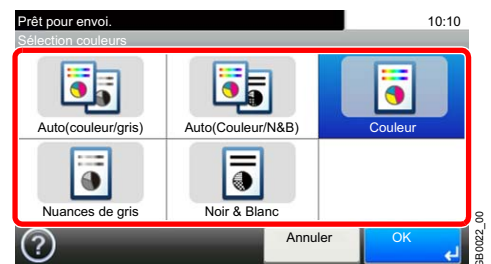 Prêt pour envoi. 10:10
Sélection couleurs
Auto(couleur/gris) Auto(Couleur/N&B) Couleur
Nuances de gris Noir & Blanc
? Annuler OK
GB0022_00